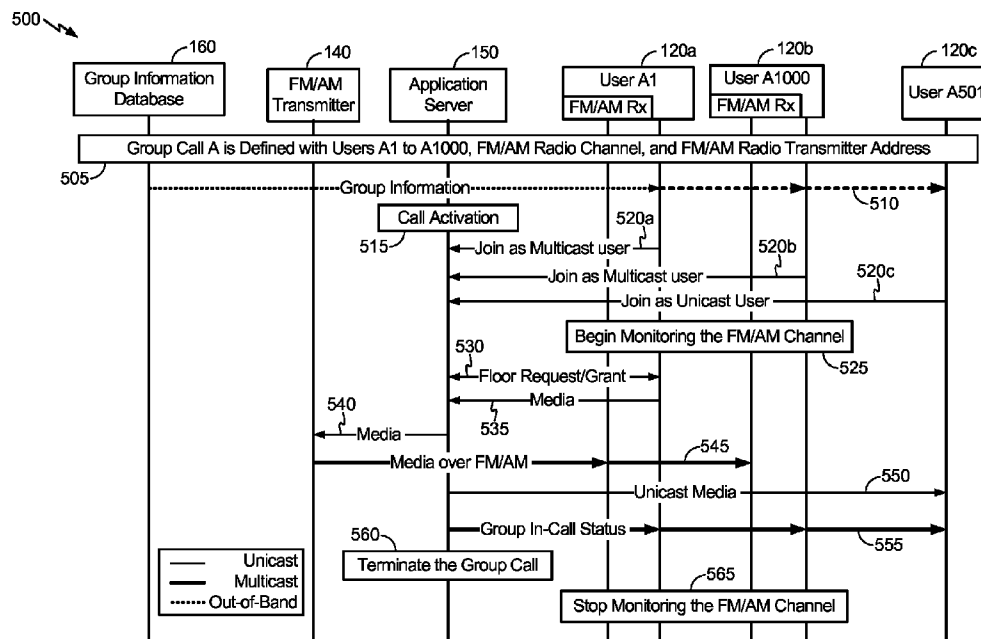 500
160
140
150
120a
120b
120c
Group Information
Database
FM/AM
Transmitter
Application
Server
User A1
FM/AM Rx
User A1000
FM/AM Rx
User A501
Group Call A is Defined with Users A1 to A1000, FM/AM Radio Channel, and FM/AM Radio Transmitter Address
505
Group Information
510
Call Activation
515
520a
Join as Multicast user
520b
Join as Multicast user
520c
Join as Unicast User
Begin Monitoring the FM/AM Channel
525
530
Floor Request/Grant
Media
535
540
Media
Media over FM/AM
545
Unicast Media
550
Group In-Call Status
555
560
Terminate the Group Call
565
Stop Monitoring the FM/AM Channel
Unicast
Multicast
Out-of-Band